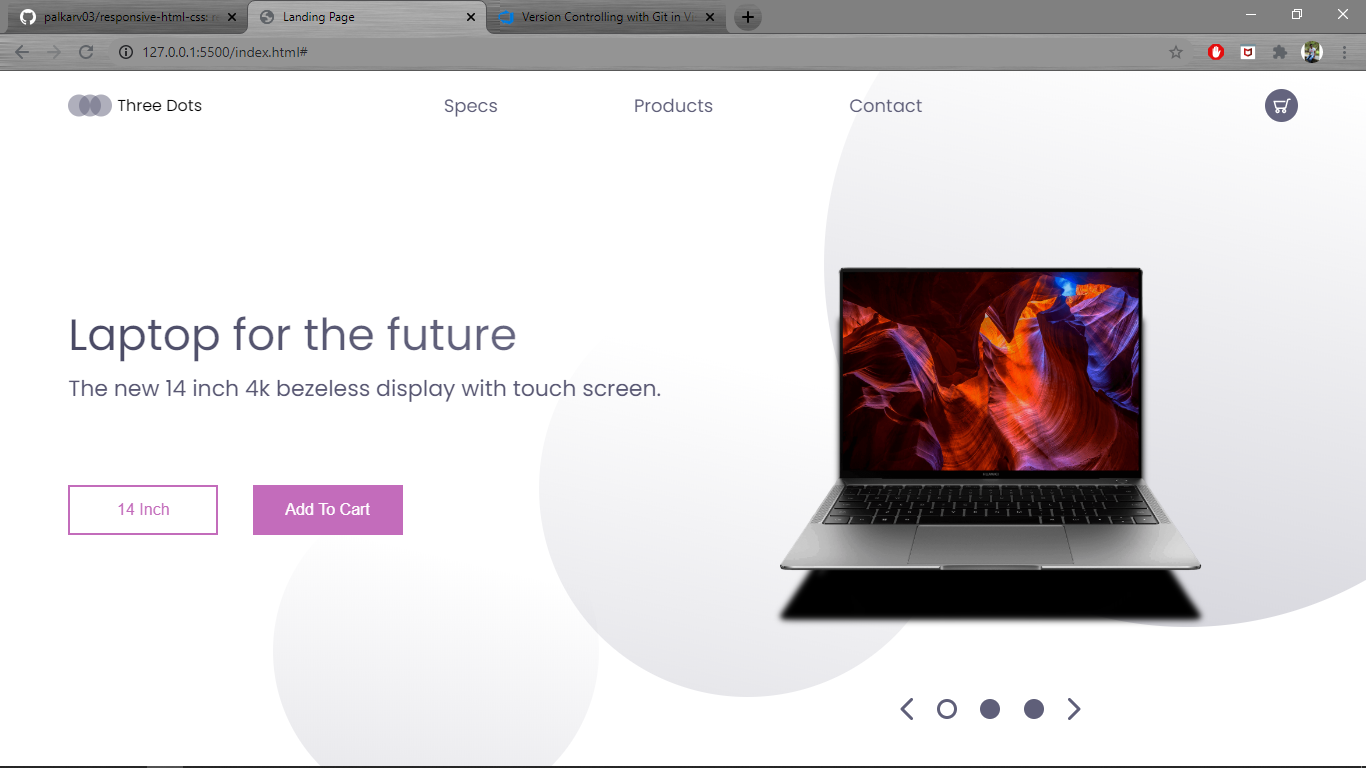 palkarv03/responsive-html-css: r
Landing Page
Version Controlling with Git in Vi
127.0.0.1:5500/index.html#
Three Dots
Specs
Products
Contact
Laptop for the future
The new 14 inch 4k bezeless display with touch screen.
14 Inch
Add To Cart